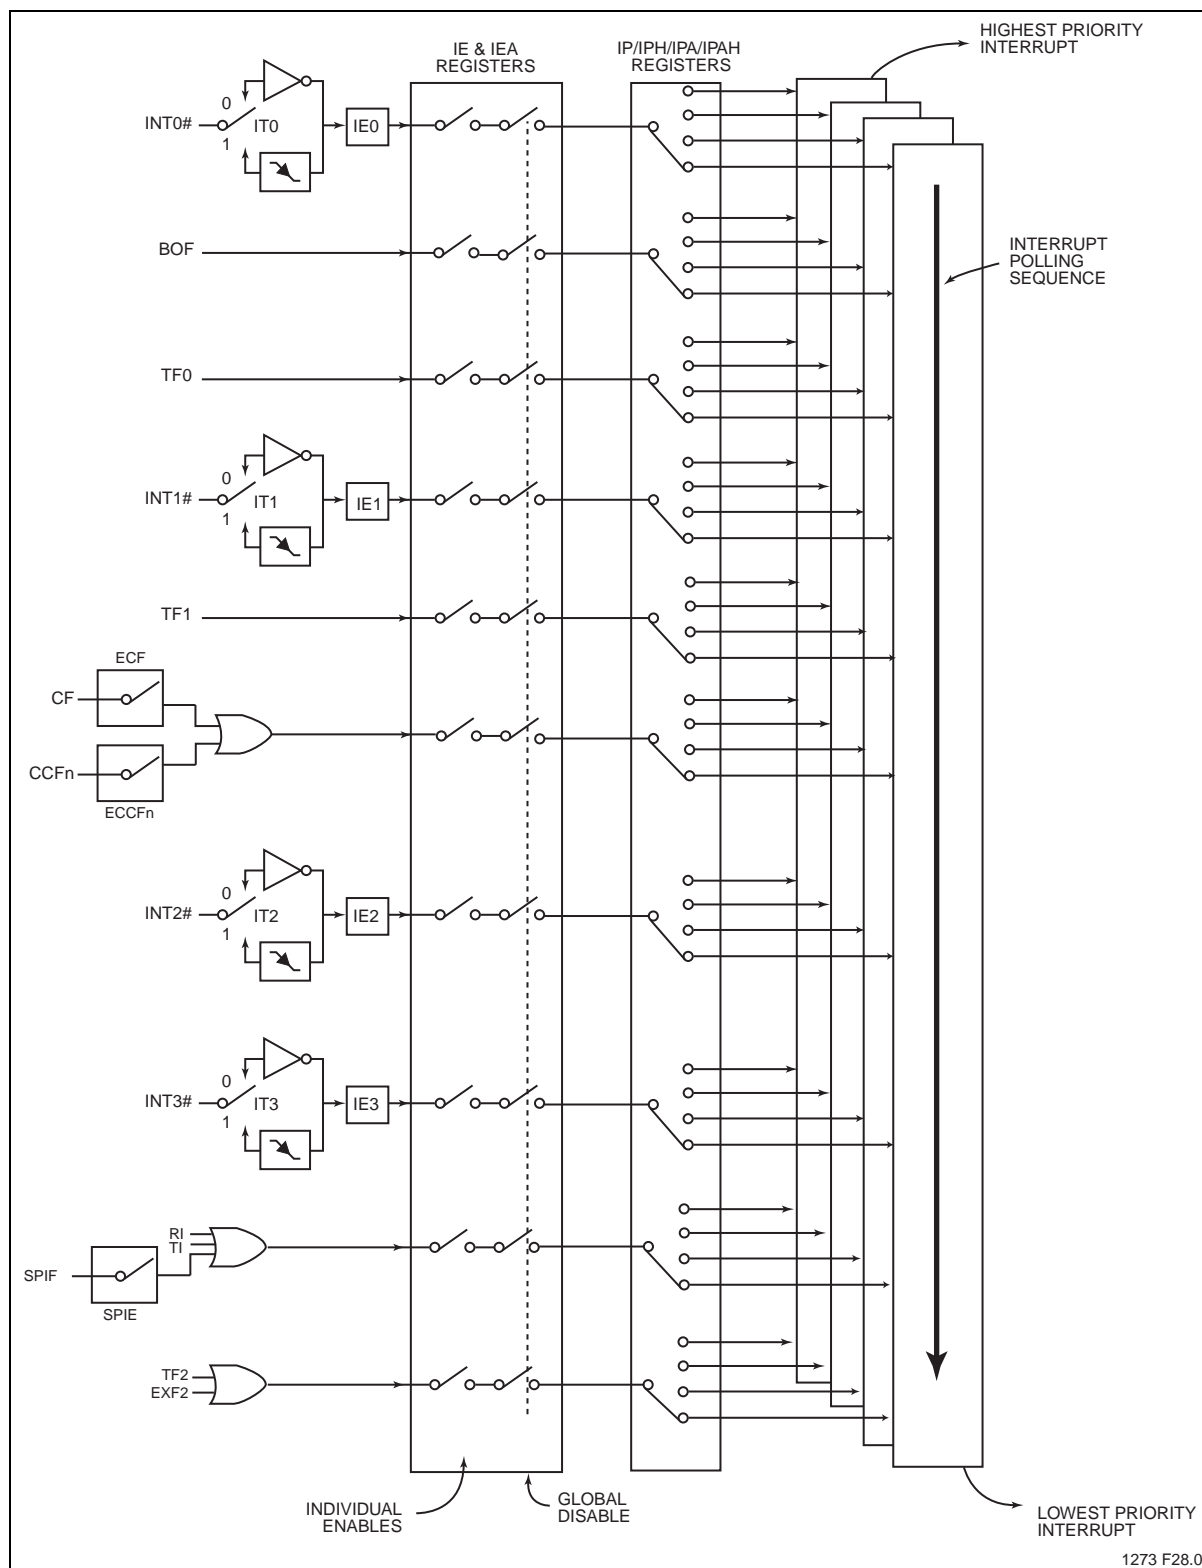 HIGHEST PRIORITY
INTERRUPT
IE & IEA
REGISTERS
IP/IPH/IPA/IPAH
REGISTERS
0
INT0#
IT0
IE0
1
BOF
INTERRUPT
POLLING
SEQUENCE
TF0
0
INT1#
IT1
IE1
1
TF1
ECF
CF
CCFn
ECCFn
0
INT2#
IT2
IE2
1
0
INT3#
IT3
IE3
1
RI
TI
SPIF
SPIE
TF2
EXF2
INDIVIDUAL
ENABLES
GLOBAL
DISABLE
LOWEST PRIORITY
INTERRUPT
1273 F28.0